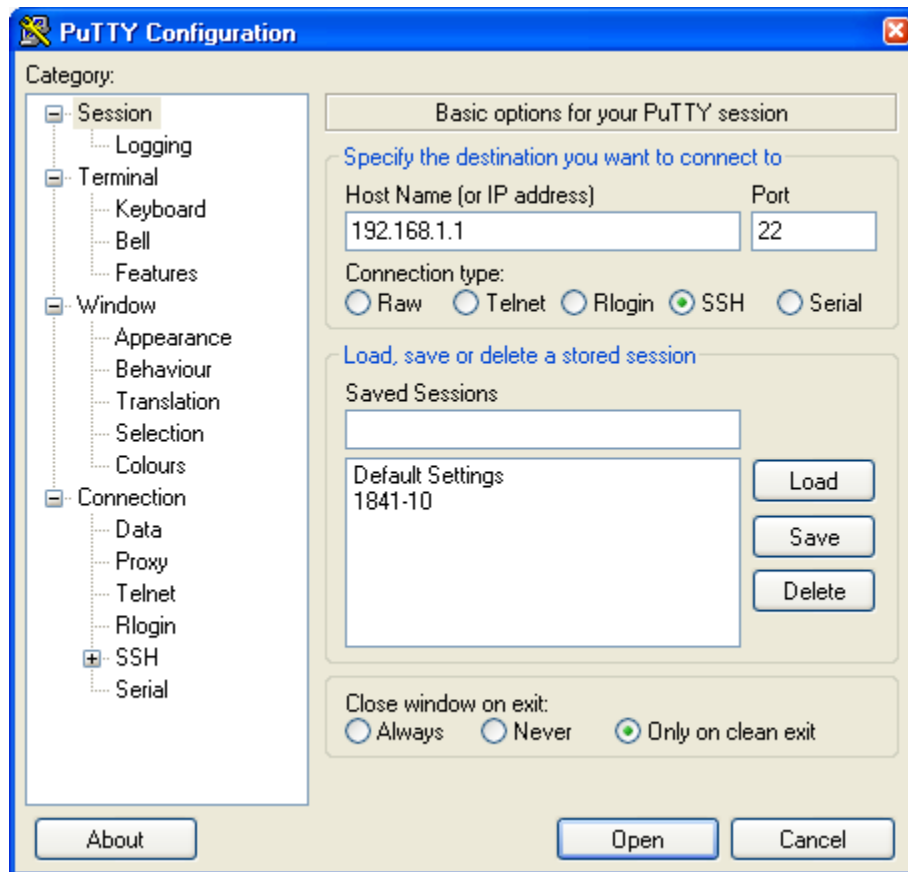 PuTTY Configuration
Category:
Session
Logging
Terminal
Keyboard
Bell
Features
Window
Appearance
Behaviour
Translation
Selection
Colours
Connection
Data
Proxy
Telnet
Rlogin
SSH
Serial
Basic options for your PuTTY session
Specify the destination you want to connect to
Host Name (or IP address) Port
192.168.1.1 22
Connection type:
Raw Telnet Rlogin SSH Serial
Load, save or delete a stored session
Saved Sessions
Default Settings
1841-10
Load
Save
Delete
Close window on exit:
Always Never Only on clean exit
About Open Cancel